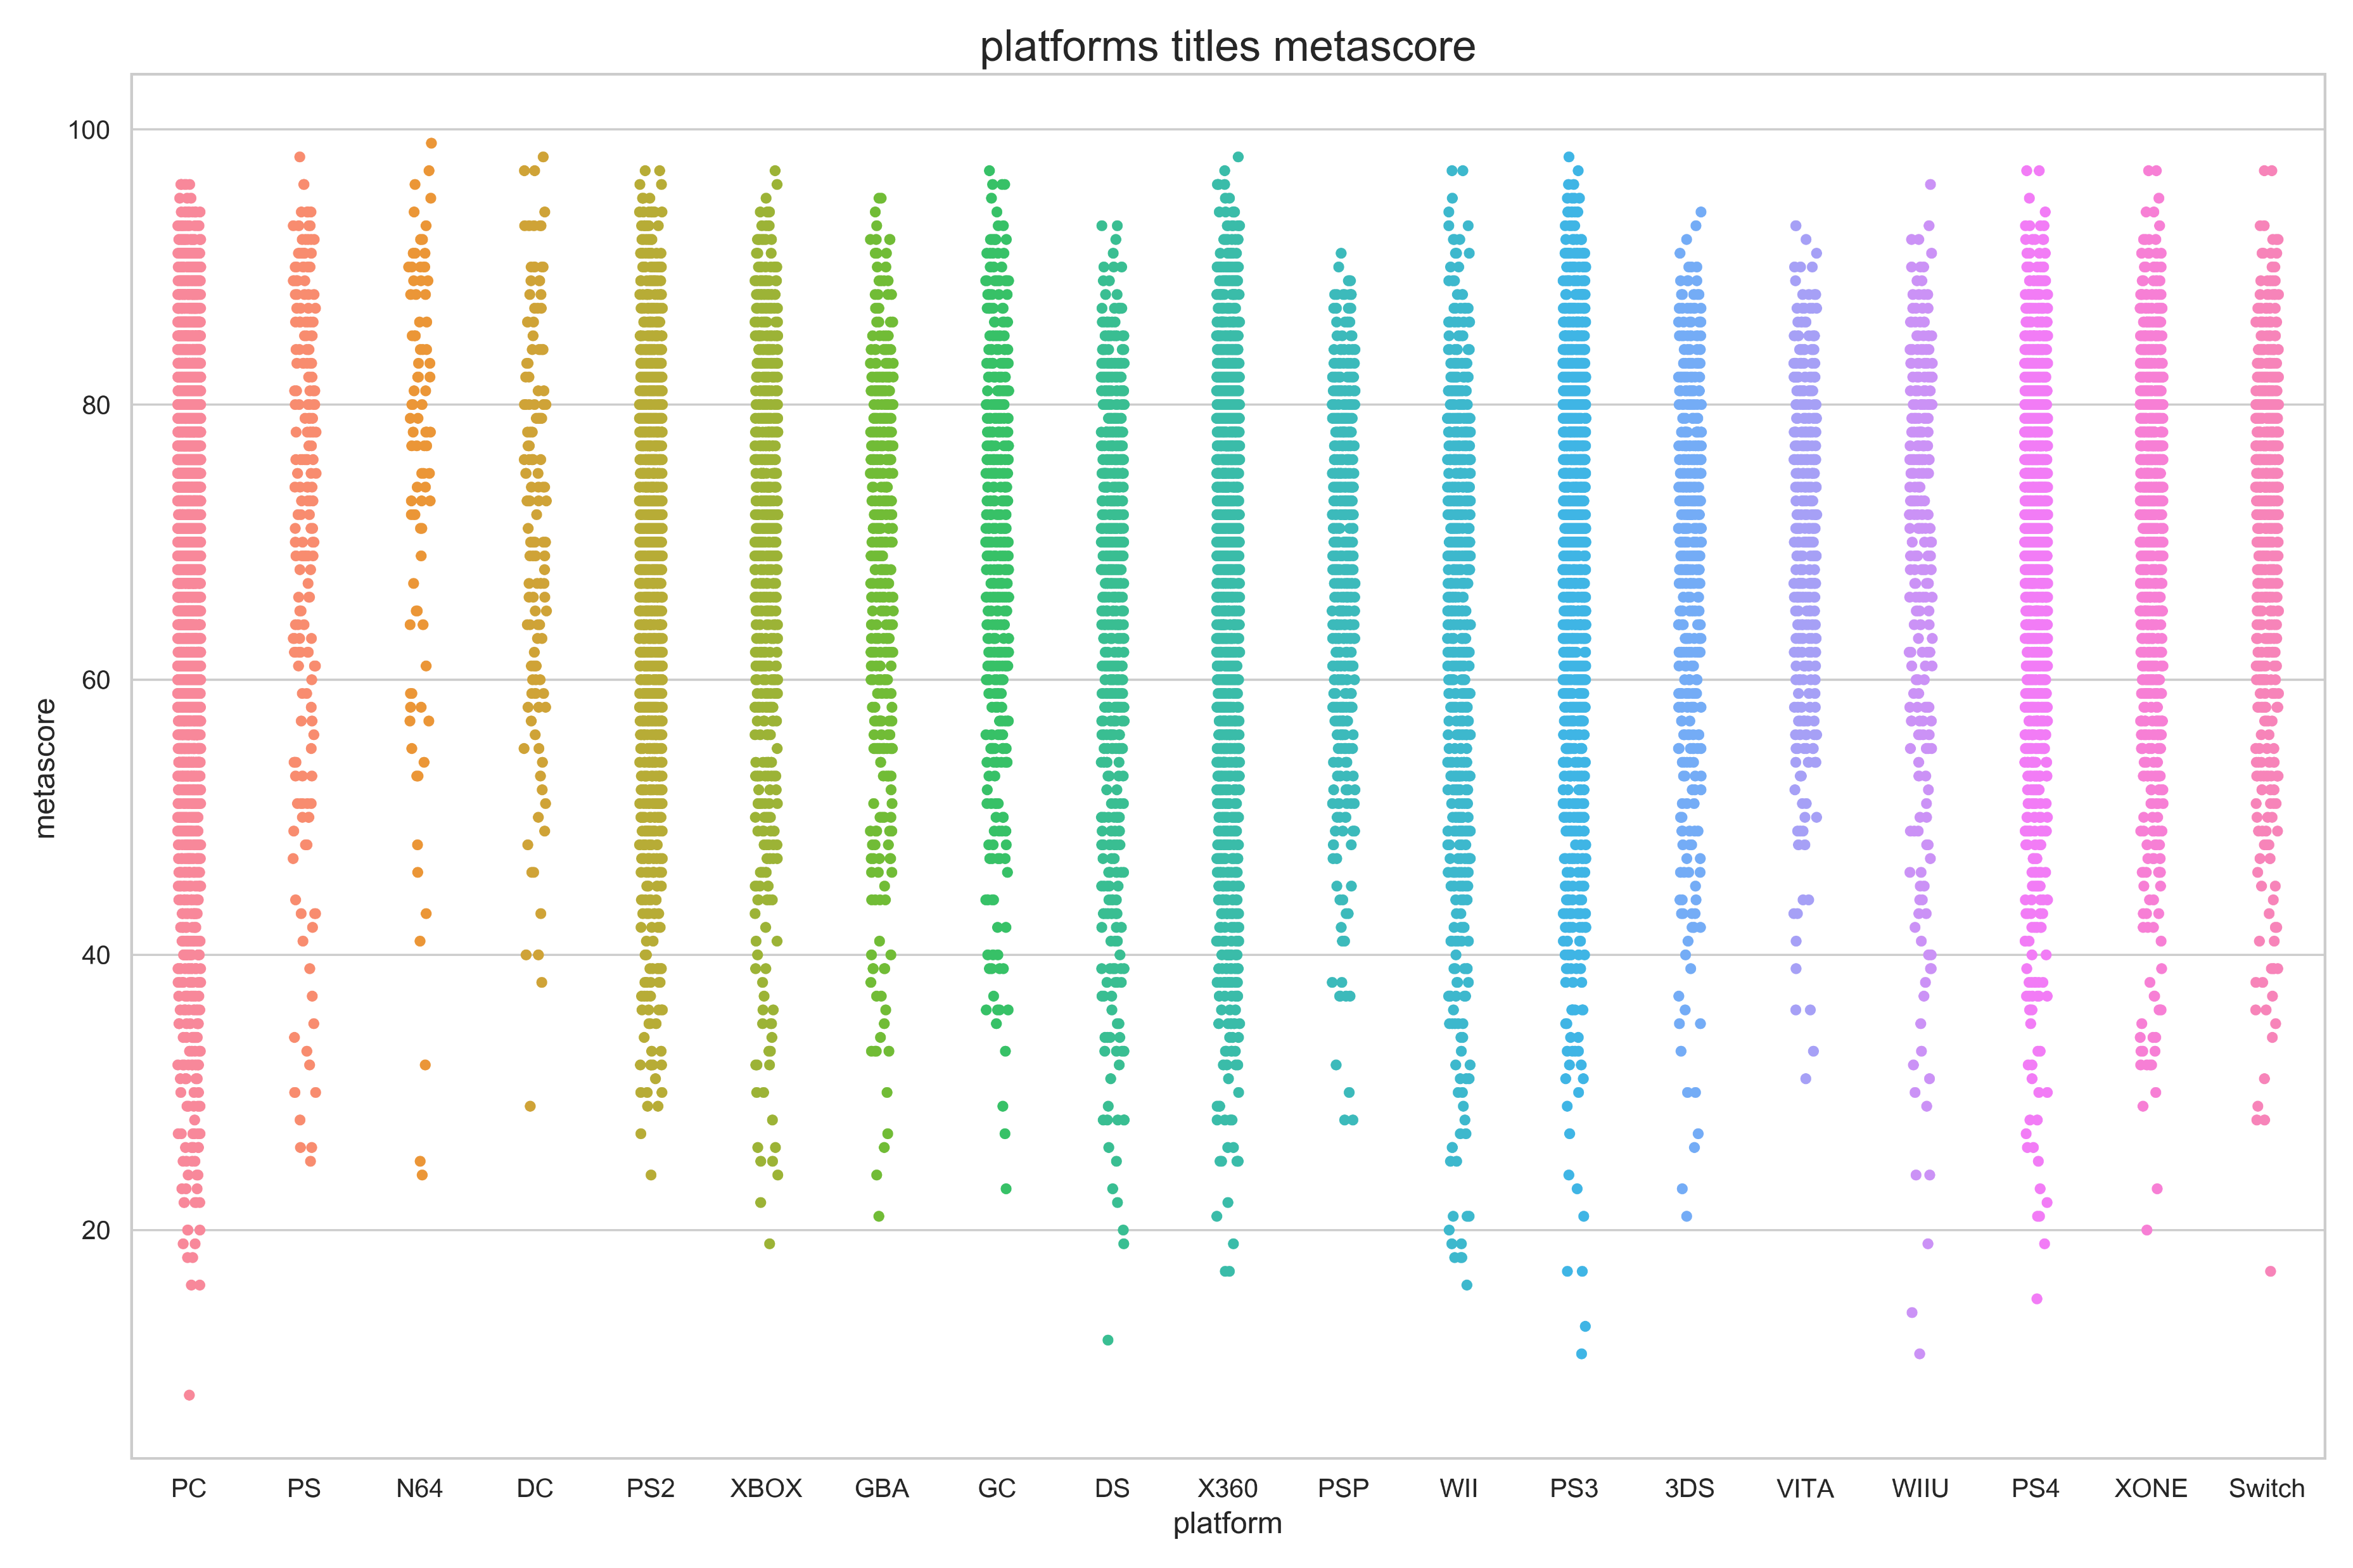 platforms titles metascore
100
80
60
40
20
metascore
PC PS N64 DC PS2 XBOX GBA GC DS X360 PSP WII PS3 3DS VITA WIIU PS4 XONE Switch
platform